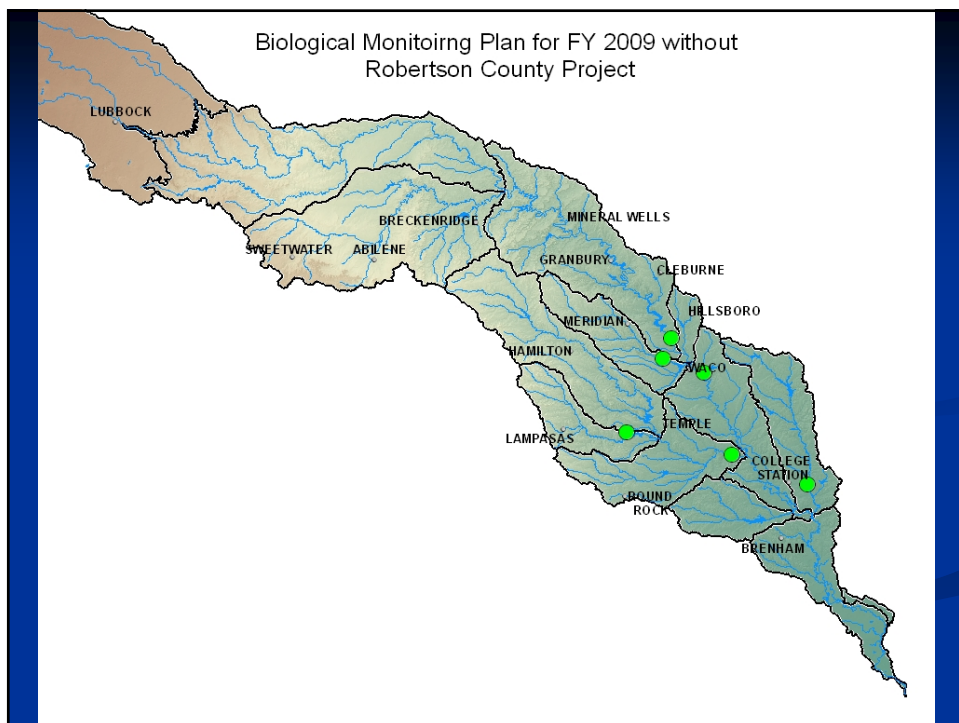 Biological Monitoirng Plan for FY 2009 without
Robertson County Project
LUBBOCK
MINERAL WELLS
BRECKENRIDGE
SWEETWATER
ABILENE
GRANBURY
CLEBURNE
HILLSBORO
MERIDIAN
HAMILTON
WACO
TEMPLE
LAMPASAS
COLLEGE
STATION
ROUND
ROCK
BRENHAM